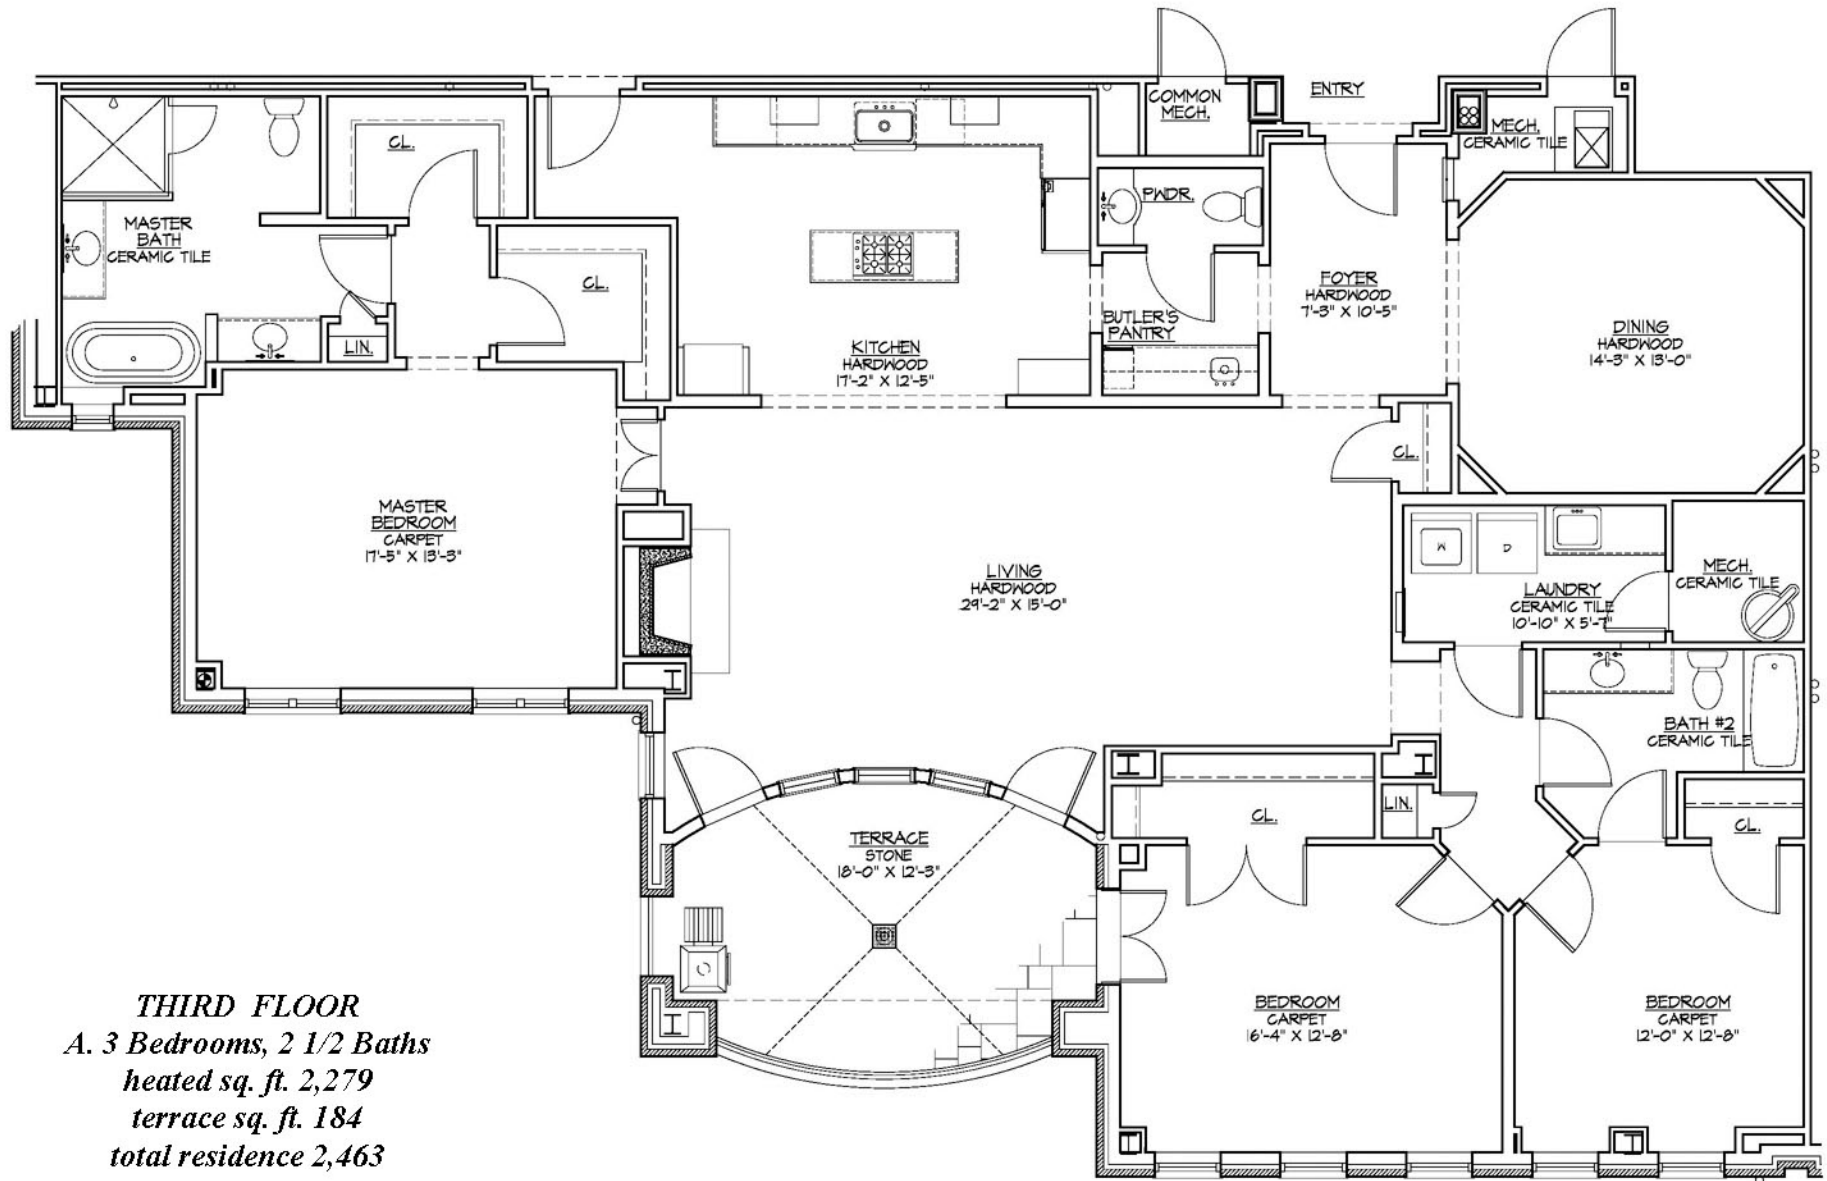 ENTRY
COMMON
MECH.
MECH.
CERAMIC TILE
CL.
PWDR.
MASTER
BATH
CERAMIC TILE
CL.
FOYER
HARDWOOD
7'-3" X 10'-5"
BUTLER'S
PANTRY
DINING
HARDWOOD
14'-3" X 13'-0"
LIN.
KITCHEN
HARDWOOD
17'-2" X 12'-5"
CL.
MASTER
BEDROOM
CARPET
17'-5" X 13'-3"
LIVING
HARDWOOD
29'-2" X 15'-0"
W
D
LAUNDRY
CERAMIC TILE
10'-10" X 5'-7"
MECH.
CERAMIC TILE
BATH #2
CERAMIC TILE
LIN.
CL.
CL.
TERRACE
STONE
18'-0" X 12'-3"
BEDROOM
CARPET
16'-4" X 12'-8"
BEDROOM
CARPET
12'-0" X 12'-8"
THIRD FLOOR
A. 3 Bedrooms, 2 1/2 Baths
heated sq. ft. 2,279
terrace sq. ft. 184
total residence 2,463